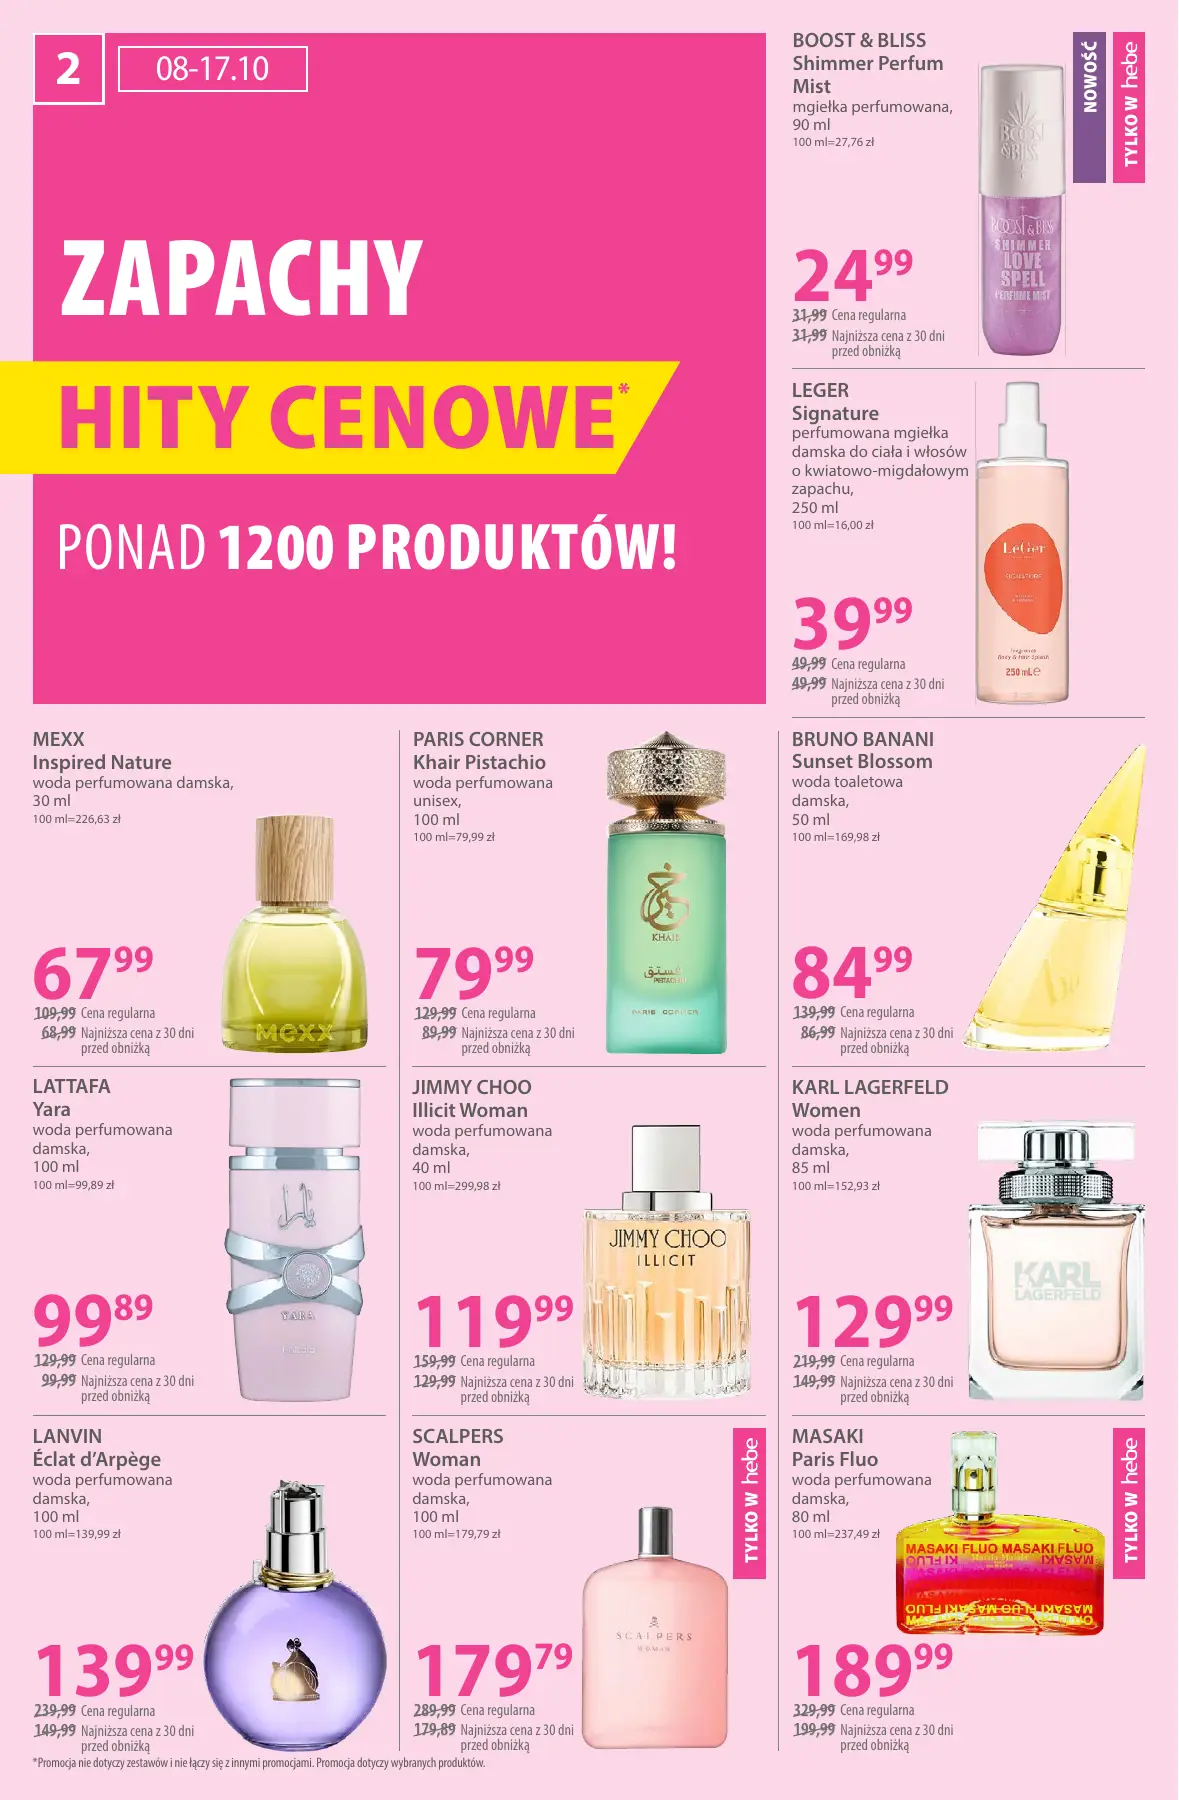 2
08-17.10
ZAPACHY
HITY CENOWE*
PONAD 1200 PRODUKTÓW!
BOOST & BLISS
Shimmer Perfum
Mist
mgiełka perfumowana,
90 ml
100 ml=27,76 zł
NOWOŚĆ
TYLKO W hebe
BOOST
&BLISS
BOOST & BLISS
SHIMMER
LOVE
SPELL
PERFUME MIST
24 99
31,99 Cena regularna
31,99 Najniższa cena z 30 dni
przed obniżką
LEGER
Signature
perfumowana mgiełka
damska do ciała i włosów
o kwiatowo-migdałowym
zapachu,
250 ml
100 ml=16,00 zł
LeGer
SIGNATURE
Body & Hair Splash
250 mL e
39 99
49,99 Cena regularna
49,99 Najniższa cena z 30 dni
przed obniżką
MEXX
Inspired Nature
woda perfumowana damska,
30 ml
100 ml=226,63 zł
MEXX
67 99
109,99 Cena regularna
68,99 Najniższa cena z 30 dni
przed obniżką
PARIS CORNER
Khair Pistachio
woda perfumowana
unisex,
100 ml
100 ml=79,99 zł
خير
KHAIR
فستق
PISTACHIO
PARIS CORNER
79 99
129,99 Cena regularna
89,99 Najniższa cena z 30 dni
przed obniżką
BRUNO BANANI
Sunset Blossom
woda toaletowa
damska,
50 ml
100 ml=169,98 zł
84 99
139,99 Cena regularna
86,99 Najniższa cena z 30 dni
przed obniżką
LATTAFA
Yara
woda perfumowana
damska,
100 ml
100 ml=99,89 zł
YARA
99 89
129,99 Cena regularna
99,99 Najniższa cena z 30 dni
przed obniżką
JIMMY CHOO
Illicit Woman
woda perfumowana
damska,
40 ml
100 ml=299,98 zł
JIMMY CHOO
ILLICIT
119 99
159,99 Cena regularna
129,99 Najniższa cena z 30 dni
przed obniżką
KARL LAGERFELD
Women
woda perfumowana
damska,
85 ml
100 ml=152,93 zł
KARL
LAGERFELD
129 99
219,99 Cena regularna
149,99 Najniższa cena z 30 dni
przed obniżką
LANVIN
Éclat d’Arpège
woda perfumowana
damska,
100 ml
100 ml=139,99 zł
139 99
239,99 Cena regularna
149,99 Najniższa cena z 30 dni
przed obniżką
SCALPERS
Woman
woda perfumowana
damska,
100 ml
100 ml=179,79 zł
TYLKO W hebe
SCALPERS
WOMAN
179 79
289,99 Cena regularna
179,89 Najniższa cena z 30 dni
przed obniżką
MASAKI
Paris Fluo
woda perfumowana
damska,
80 ml
100 ml=237,49 zł
TYLKO W hebe
MASAKI FLUO MASAKI FLUO
189 99
329,99 Cena regularna
199,99 Najniższa cena z 30 dni
przed obniżką
*Promocja nie dotyczy zestawów i nie łączy się z innymi promocjami. Promocja dotyczy wybranych produktów.